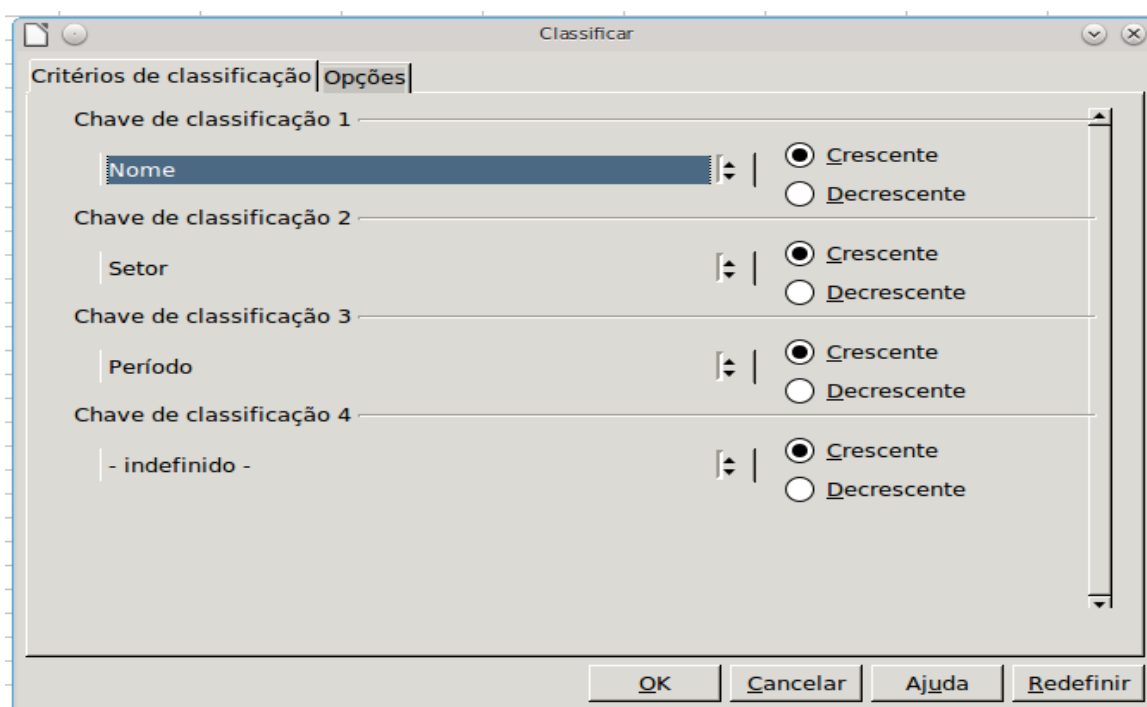 Classificar
Critérios de classificação Opções
Chave de classificação 1
Nome
Crescente
Decrescente
Chave de classificação 2
Setor
Crescente
Decrescente
Chave de classificação 3
Período
Crescente
Decrescente
Chave de classificação 4
- indefinido -
Crescente
Decrescente
OK Cancelar Ajuda Redefinir